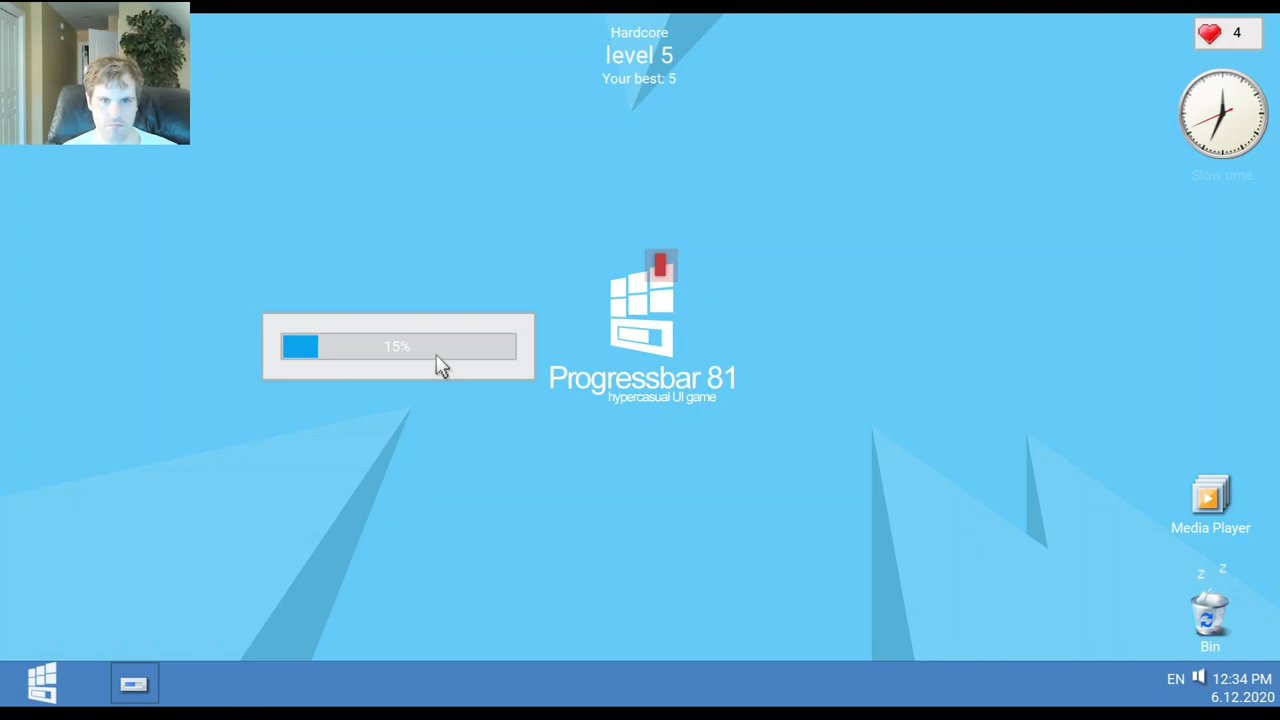 Hardcore
level 5
Your best: 5
4
Slow time
15%
Progressbar 81
hypercasual UI game
Media Player
z z
Bin
EN 12:34 PM
6.12.2020